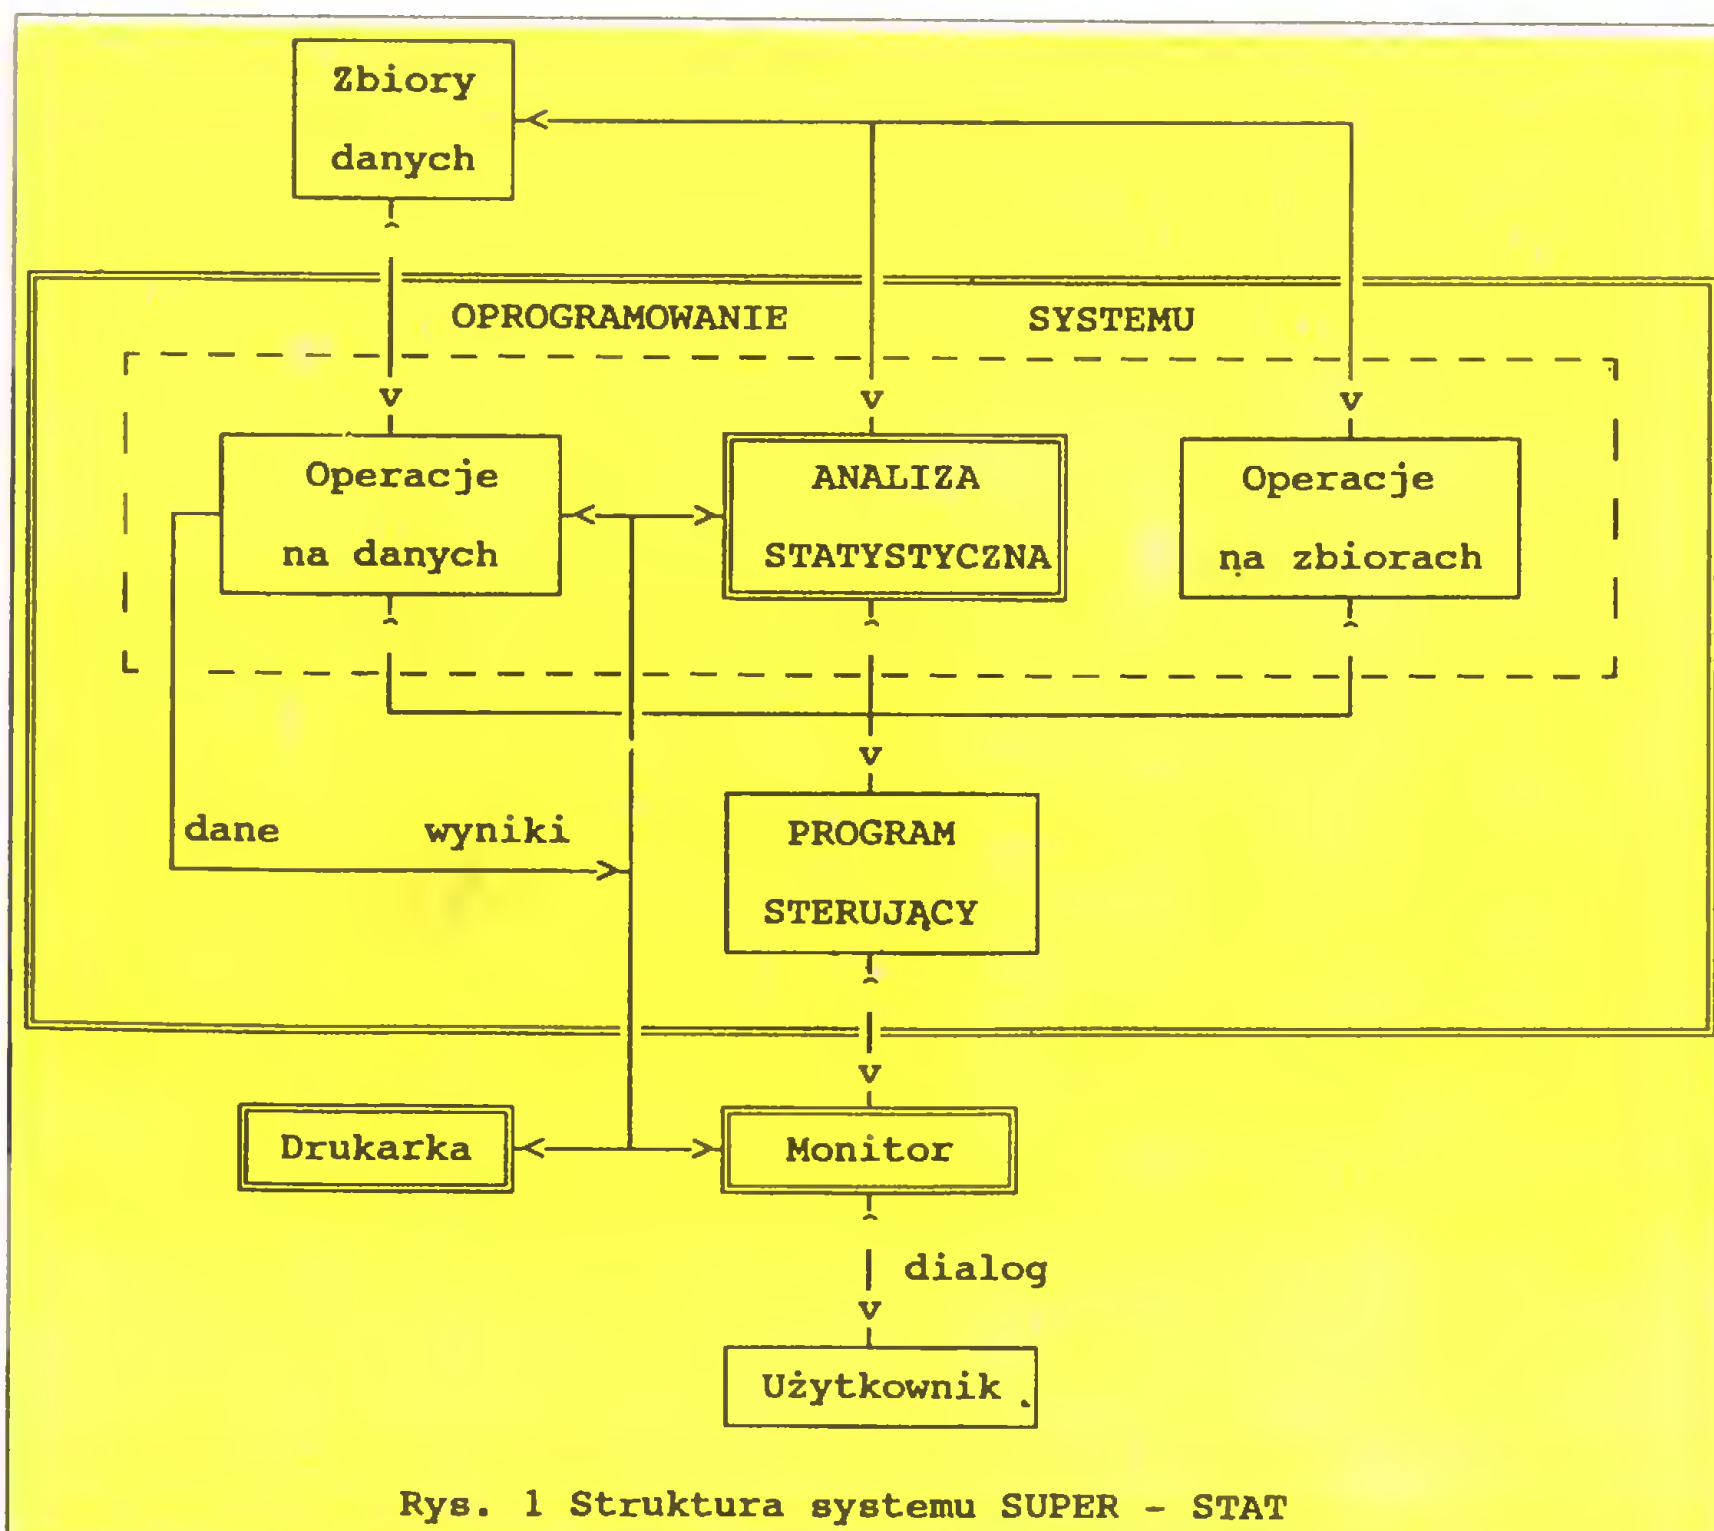 Zbiory
danych
OPROGRAMOWANIE SYSTEMU
Operacje
na danych
ANALIZA
STATYSTYCZNA
Operacje
na zbiorach
dane wyniki
PROGRAM
STERUJĄCY
Drukarka
Monitor
dialog
Użytkownik
Rys. 1 Struktura systemu SUPER - STAT